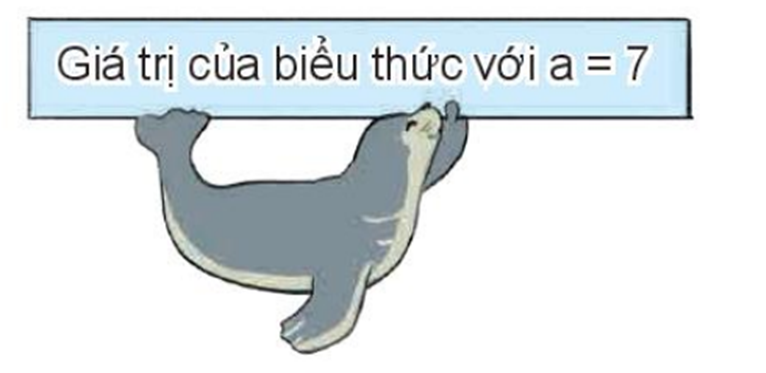 Giá trị của biểu thức với a = 7